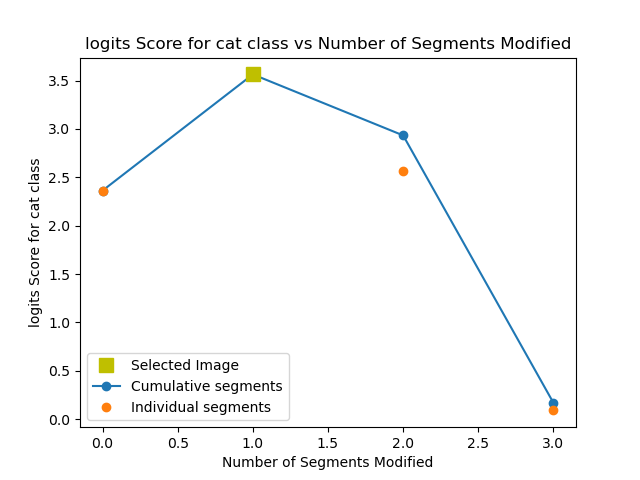 logits Score for cat class vs Number of Segments Modified
logits Score for cat class
3.5
3.0
2.5
2.0
1.5
1.0
0.5
0.0
Selected Image
Cumulative segments
Individual segments
0.0 0.5 1.0 1.5 2.0 2.5 3.0
Number of Segments Modified